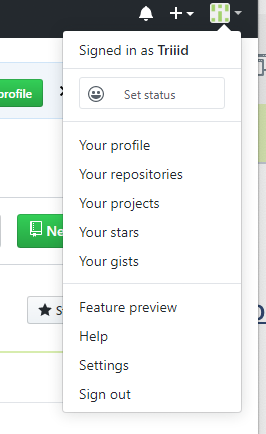 Signed in as Triiid
profile
Set status
Your profile
Your repositories
Your projects
Your stars
Your gists
Feature preview
Help
Settings
Sign out